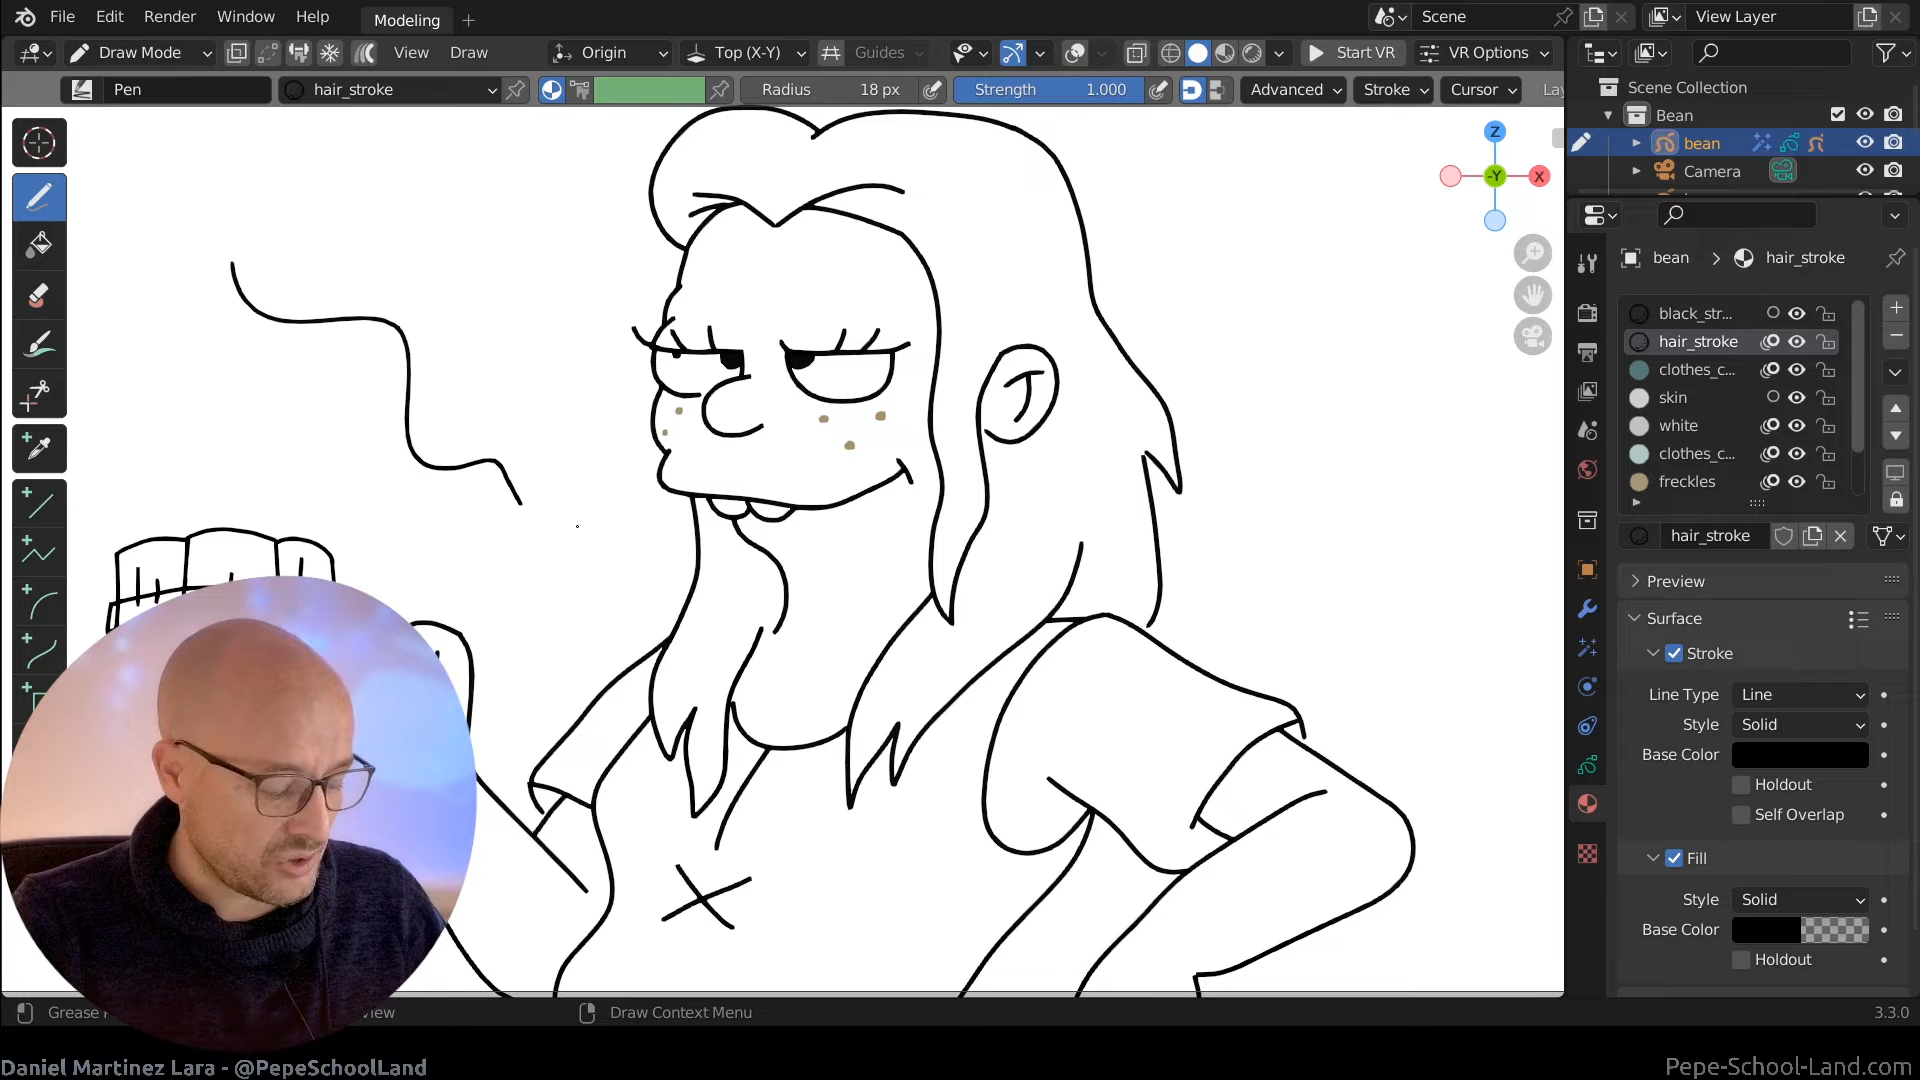 File Edit Render Window Help Modeling Scene View Layer
Draw Mode View Draw Origin Top (X-Y) Guides Start VR VR Options
Pen hair_stroke Radius 18 px Strength 1.000 Advanced Stroke Cursor Lay
Scene Collection
Bean
bean
Camera
Z
-Y X
bean hair_stroke
black_str...
hair_stroke
clothes_c...
skin
white
clothes_c...
freckles
hair_stroke
Preview
Surface
Stroke
Line Type Line
Style Solid
Base Color
Holdout
Self Overlap
Fill
Style Solid
Base Color
Holdout
Grease Draw Context Menu 3.3.0
Daniel Martinez Lara - @PepeSchoolLand Pepe-School-Land.com